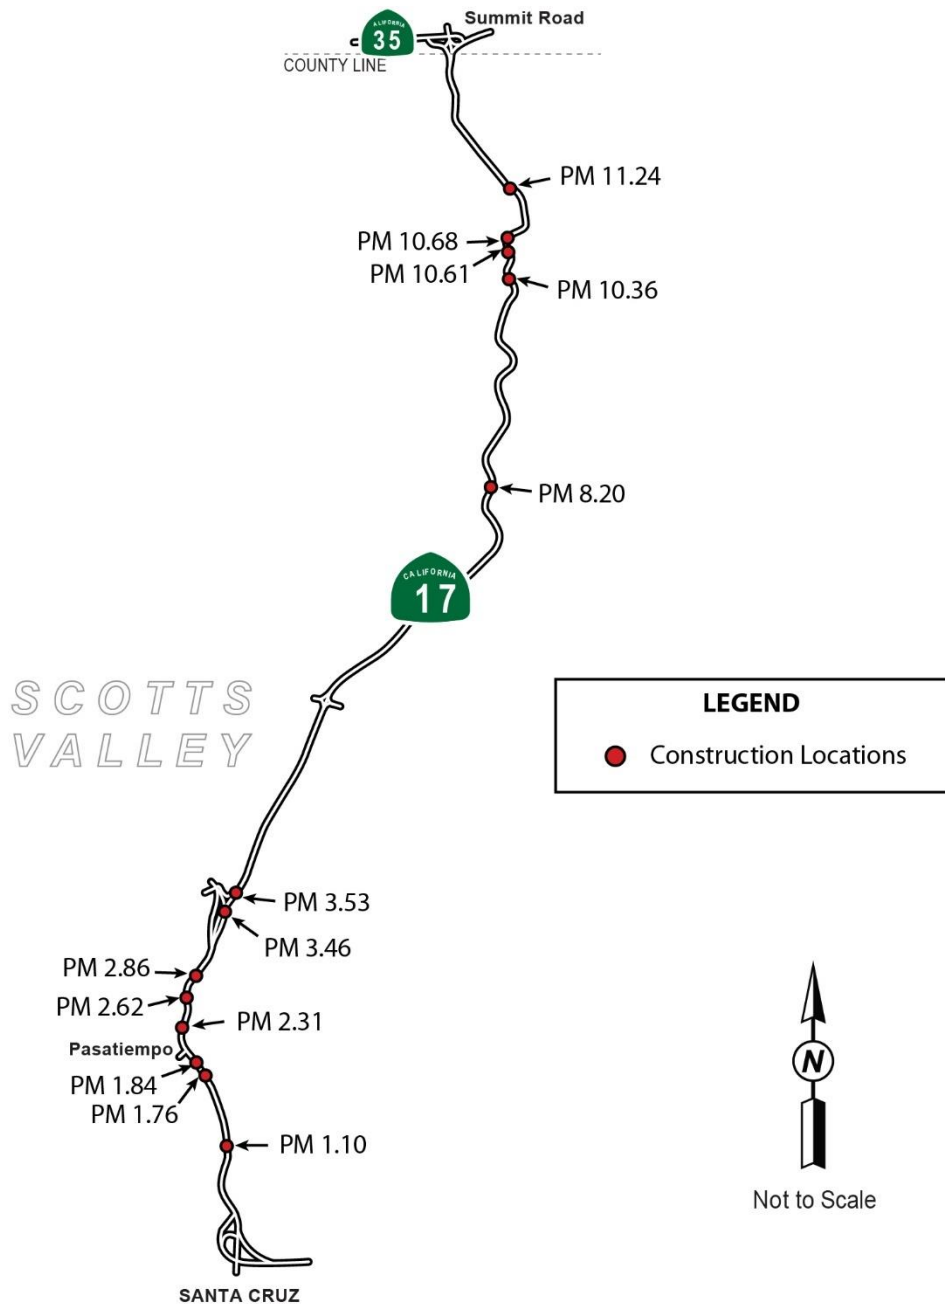 Summit Road
ALIFORNIA
35
COUNTY LINE
PM 11.24
PM 10.68
PM 10.61
PM 10.36
PM 8.20
CALIFORNIA
17
SCOTTS
VALLEY
LEGEND
Construction Locations
PM 3.53
PM 3.46
PM 2.86
PM 2.62
PM 2.31
Pasatiempo
PM 1.84
PM 1.76
PM 1.10
N
Not to Scale
SANTA CRUZ